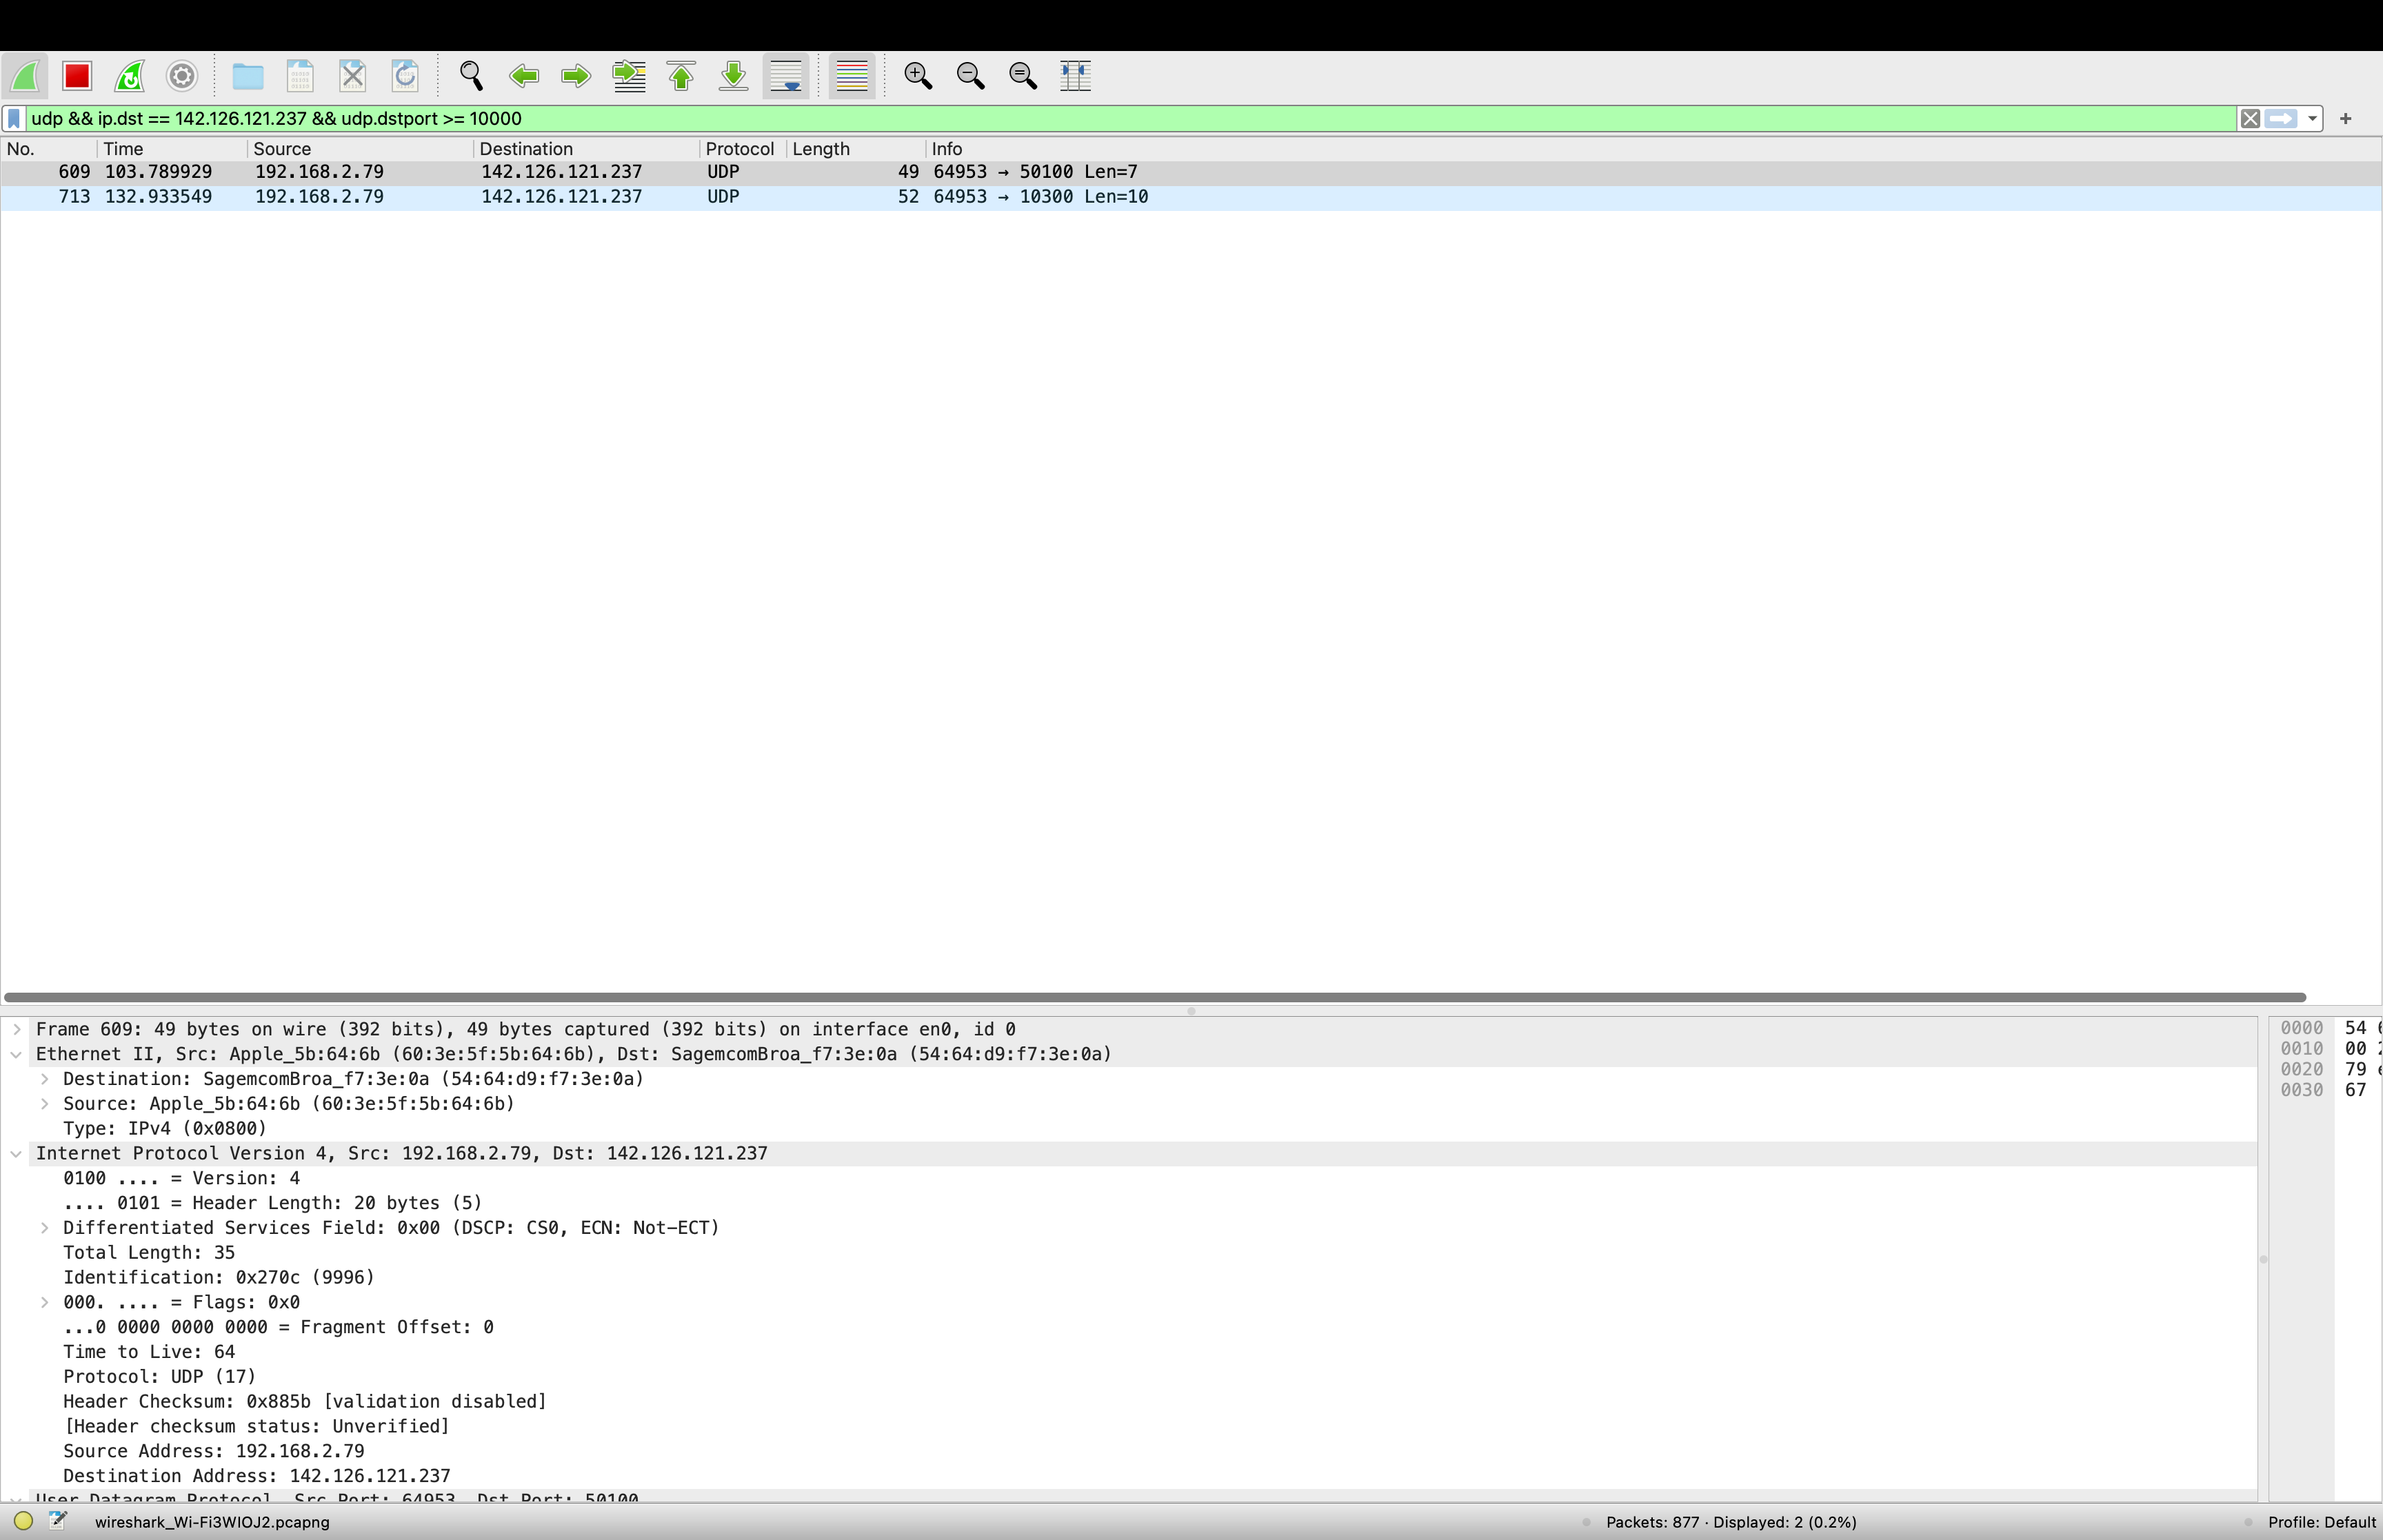 udp && ip.dst == 142.126.121.237 && udp.dstport >= 10000
No. Time Source Destination Protocol Length Info
609 103.789929 192.168.2.79 142.126.121.237 UDP 49 64953 → 50100 Len=7
713 132.933549 192.168.2.79 142.126.121.237 UDP 52 64953 → 10300 Len=10
Frame 609: 49 bytes on wire (392 bits), 49 bytes captured (392 bits) on interface en0, id 0
Ethernet II, Src: Apple_5b:64:6b (60:3e:5f:5b:64:6b), Dst: SagemcomBroa_f7:3e:0a (54:64:d9:f7:3e:0a)
Destination: SagemcomBroa_f7:3e:0a (54:64:d9:f7:3e:0a)
Source: Apple_5b:64:6b (60:3e:5f:5b:64:6b)
Type: IPv4 (0x0800)
Internet Protocol Version 4, Src: 192.168.2.79, Dst: 142.126.121.237
0100 .... = Version: 4
.... 0101 = Header Length: 20 bytes (5)
Differentiated Services Field: 0x00 (DSCP: CS0, ECN: Not-ECT)
Total Length: 35
Identification: 0x270c (9996)
000. .... = Flags: 0x0
...0 0000 0000 0000 = Fragment Offset: 0
Time to Live: 64
Protocol: UDP (17)
Header Checksum: 0x885b [validation disabled]
[Header checksum status: Unverified]
Source Address: 192.168.2.79
Destination Address: 142.126.121.237
User Datagram Protocol, Src Port: 64953, Dst Port: 50100
0000 54
0010 00
0020 79
0030 67
wireshark_Wi-Fi3WIOJ2.pcapng
Packets: 877 · Displayed: 2 (0.2%)
Profile: Default